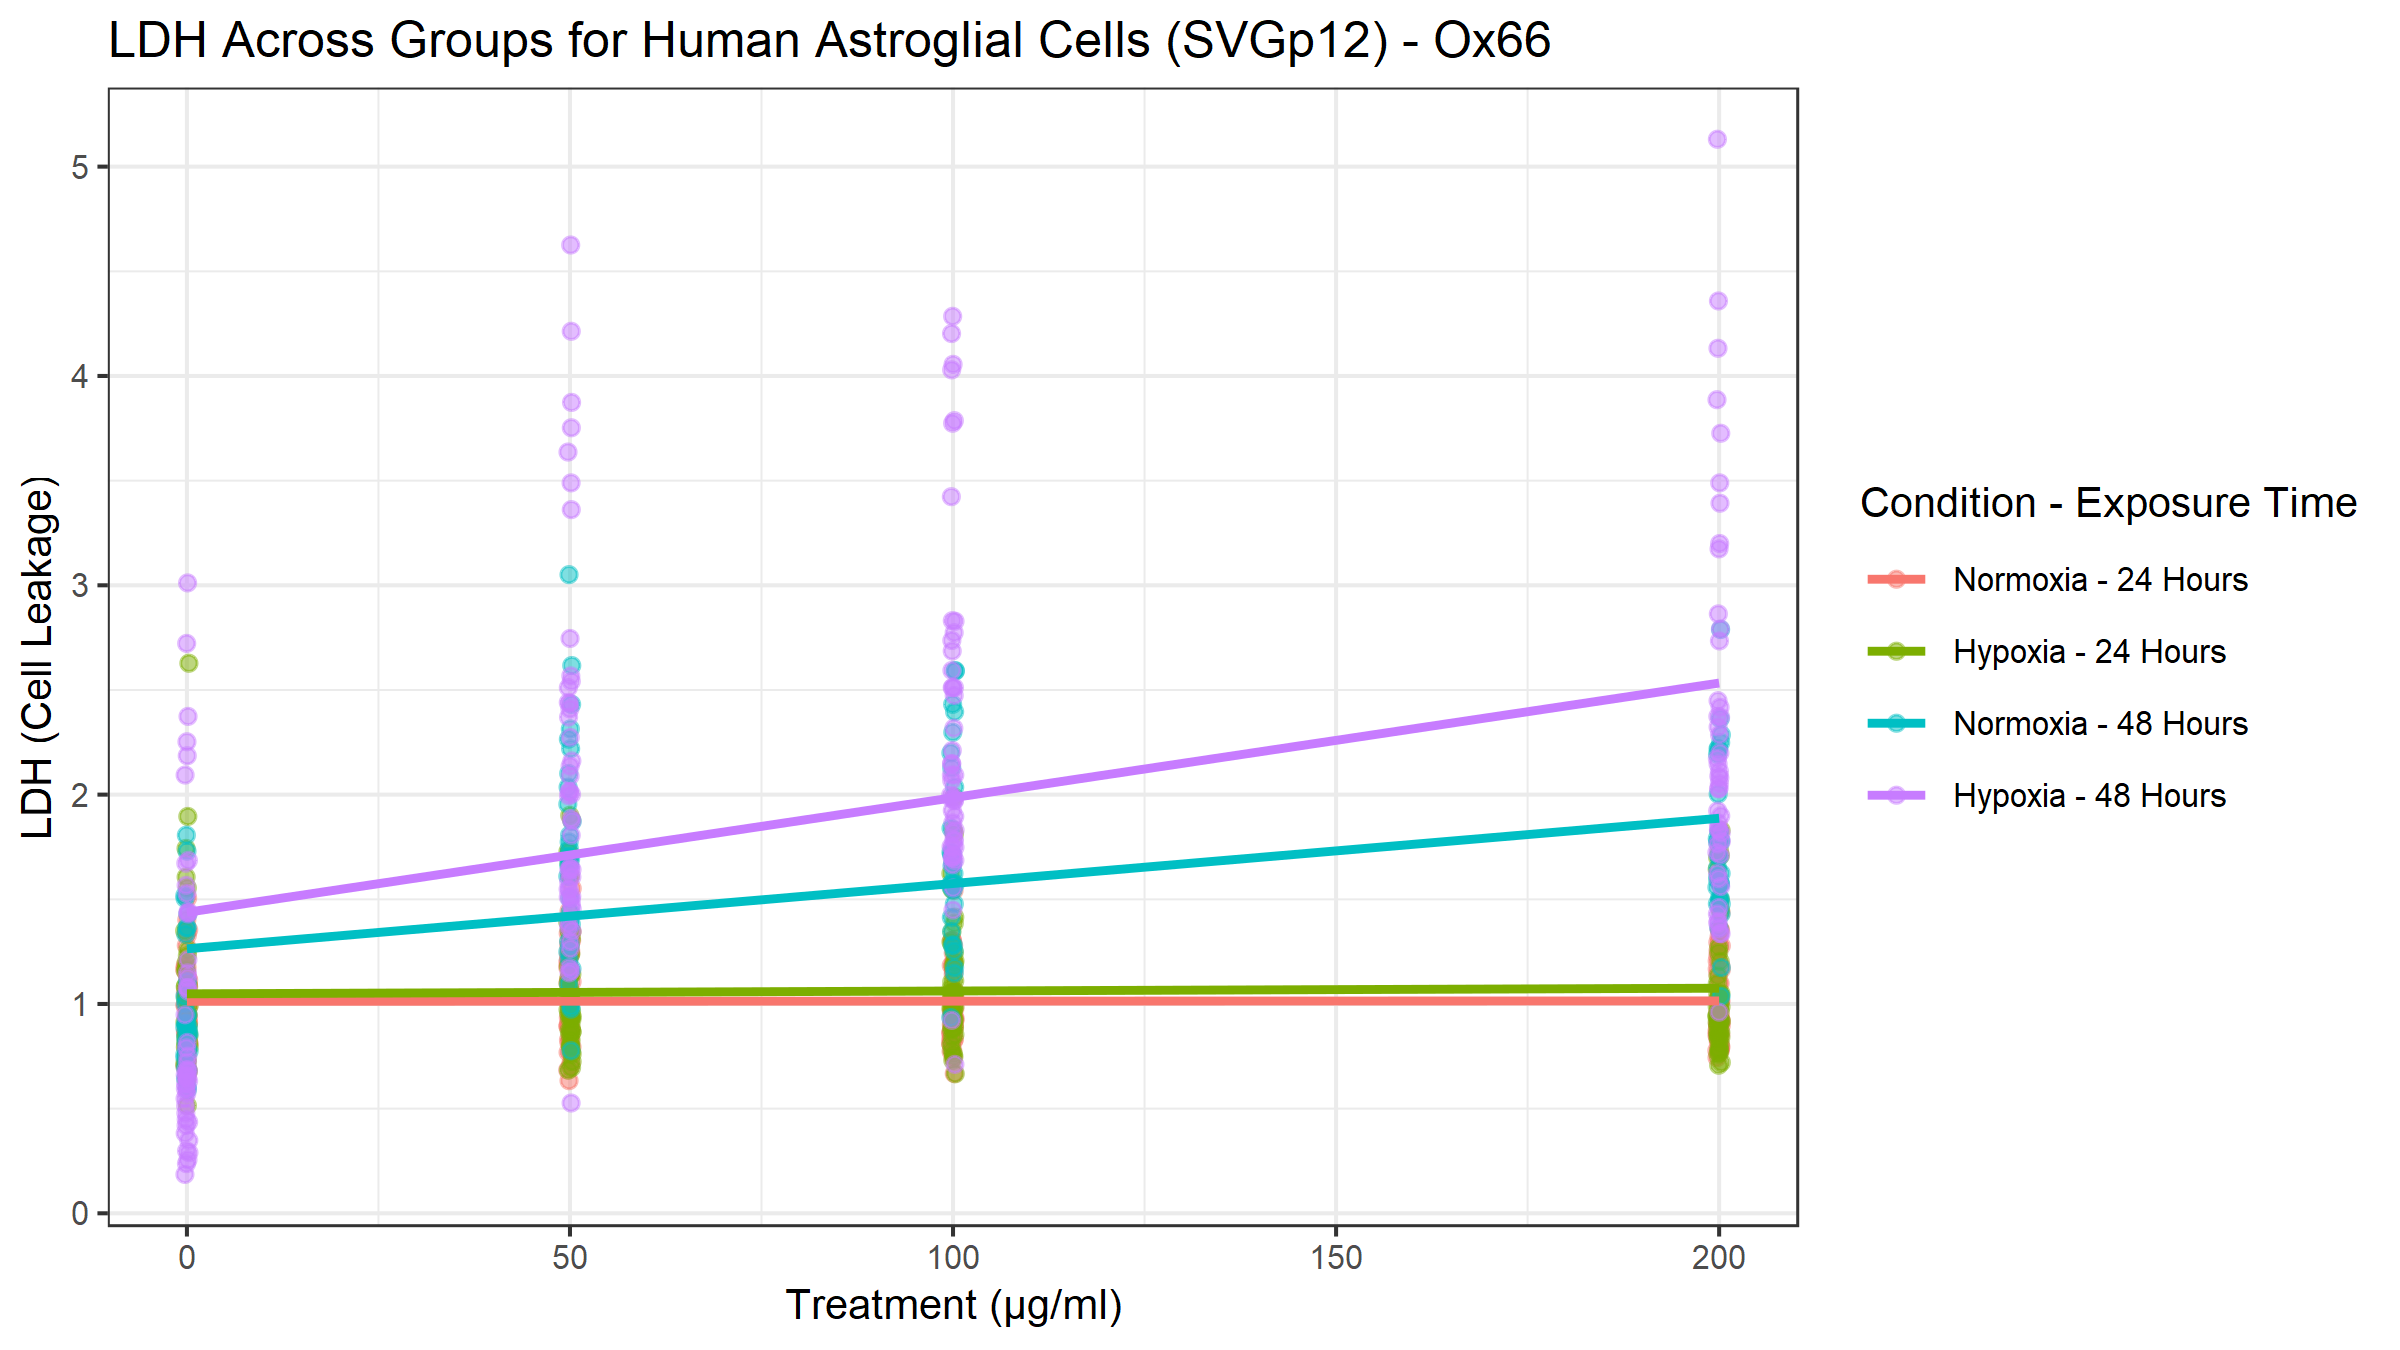 LDH Across Groups for Human Astroglial Cells (SVGp12) - Ox66
5
4
3
2
1
0
LDH (Cell Leakage)
0 50 100 150 200
Treatment (µg/ml)
Condition - Exposure Time
Normoxia - 24 Hours
Hypoxia - 24 Hours
Normoxia - 48 Hours
Hypoxia - 48 Hours